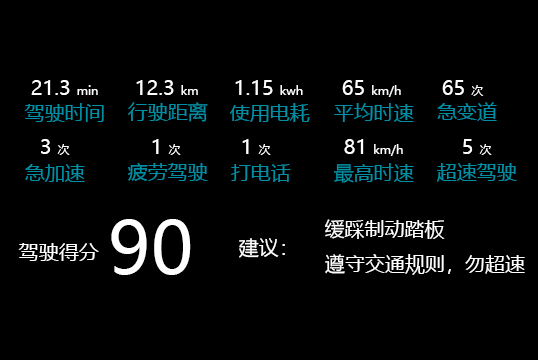 21.3 min 12.3 km 1.15 kwh 65 km/h 65 次
驾驶时间 行驶距离 使用电耗 平均时速 急变道
3 次 1 次 1 次 81 km/h 5 次
急加速 疲劳驾驶 打电话 最高时速 超速驾驶
驾驶得分 90 建议： 缓踩制动踏板
遵守交通规则，勿超速